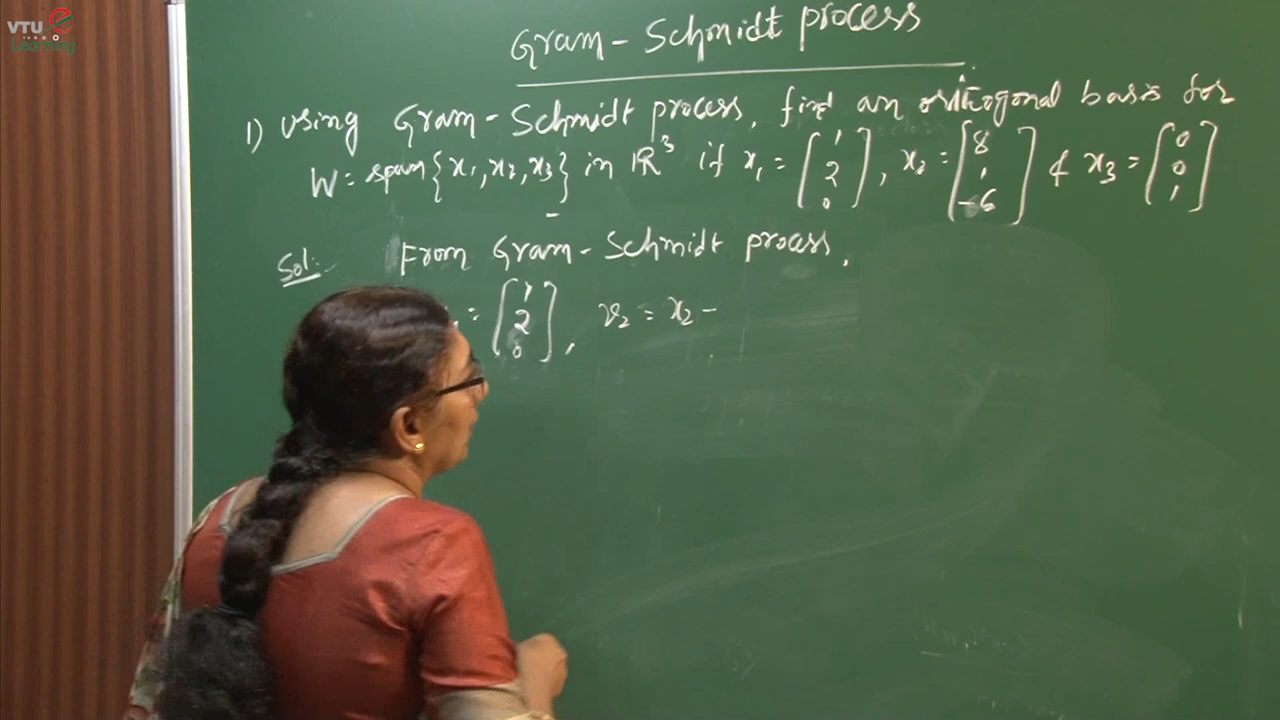 VTU e
Learning
Gram - Schmidt process
1) Using Gram - Schmidt process, find an orthogonal basis for
W = span{x1, x2, x3} in ℝ³ if x1 = [1 2 0], x2 = [8 1 -6] & x3 = [0 0 1]
Sol:- From Gram - Schmidt process,
= [1 2 0], v2 = x2 -